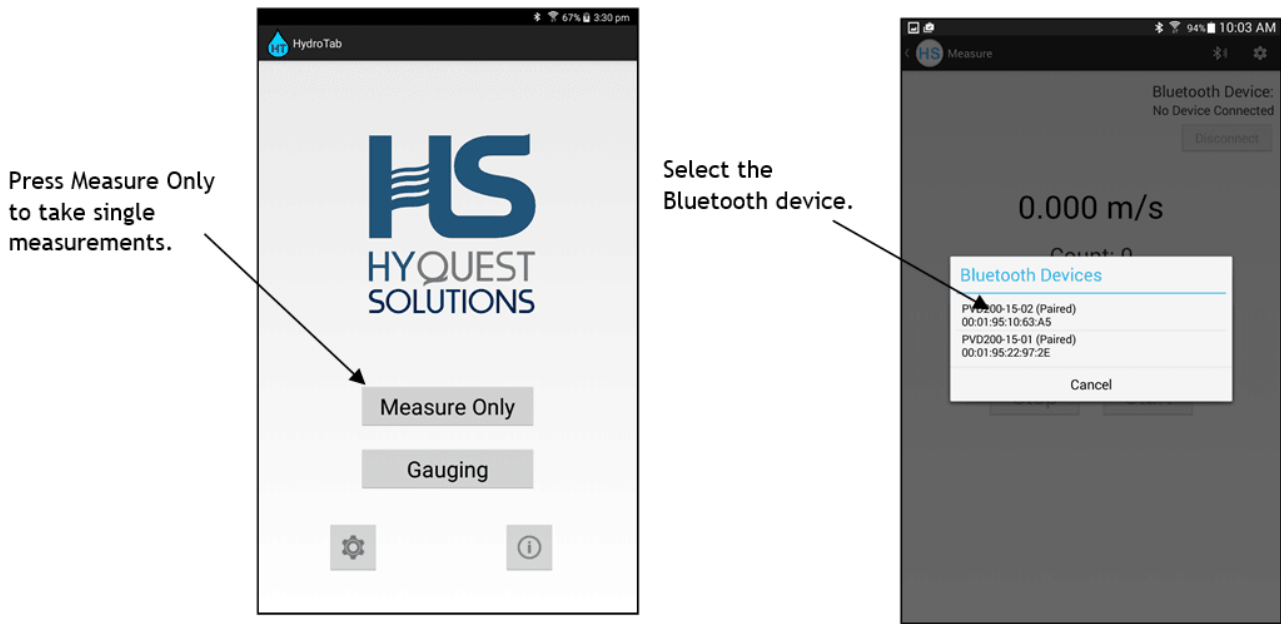 Press Measure Only
to take single
measurements.
67% 3:30 pm
HT HydroTab
HS
HYQUEST
SOLUTIONS
Measure Only
Gauging
Select the
Bluetooth device.
94% 10:03 AM
HS Measure
Bluetooth Device:
No Device Connected
Disconnect
0.000 m/s
Count: 0
Bluetooth Devices
PVD200-15-02 (Paired)
00:01:95:10:63:A5
PVD200-15-01 (Paired)
00:01:95:22:97:2E
Cancel